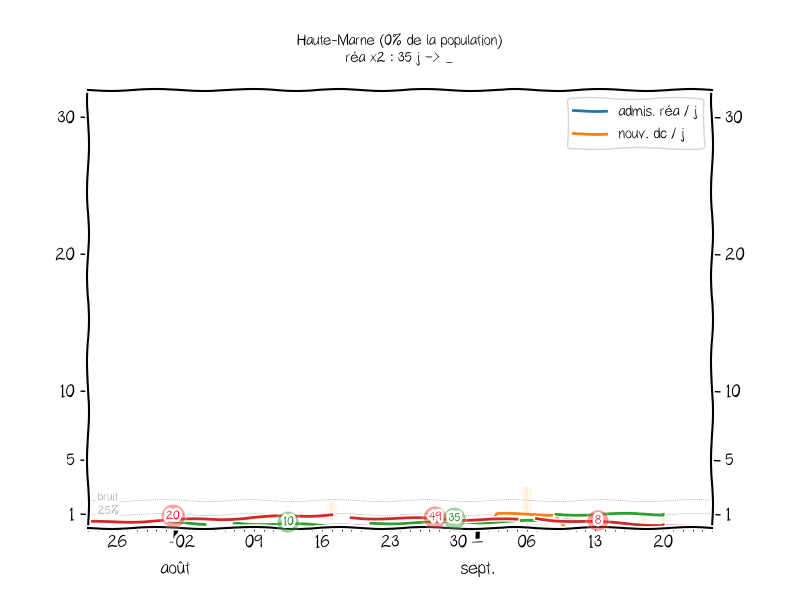 Haute-Marne (0% de la population)
réa x2 : 35 j -> _
admis. réa / j
nouv. dc / j
30 30
20 20
10 10
5 5
bruit
25%
1 1
20 10 49 35 8
26 02 09 16 23 30 06 13 20
août sept.